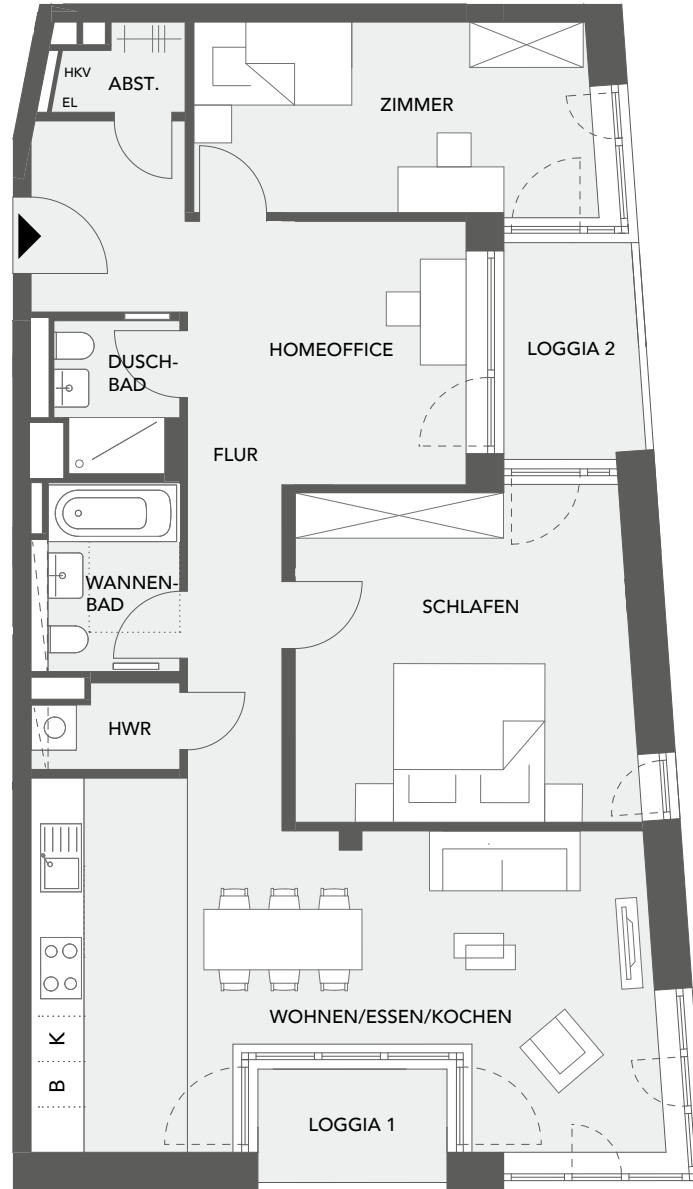 HKV
ABST.
EL
ZIMMER
HOMEOFFICE
LOGGIA 2
DUSCH-
BAD
FLUR
WANNEN-
BAD
SCHLAFEN
HWR
WOHNEN/ESSEN/KOCHEN
K
B
LOGGIA 1